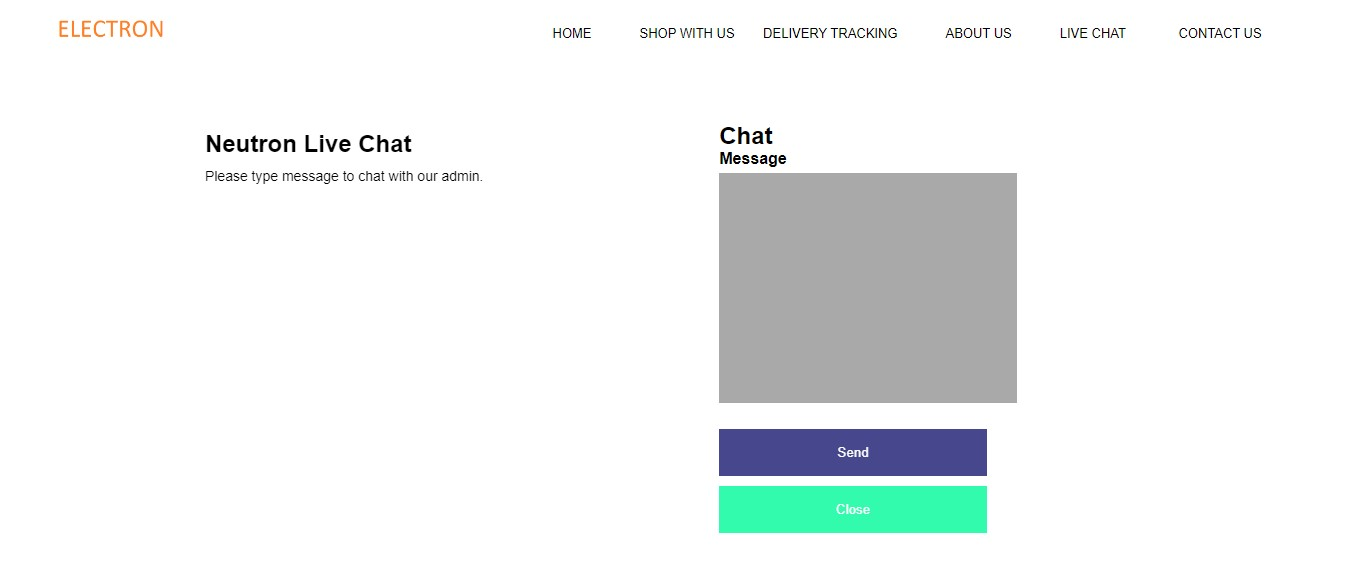 ELECTRON
HOME SHOP WITH US DELIVERY TRACKING ABOUT US LIVE CHAT CONTACT US
Neutron Live Chat
Please type message to chat with our admin.
Chat
Message
Send
Close